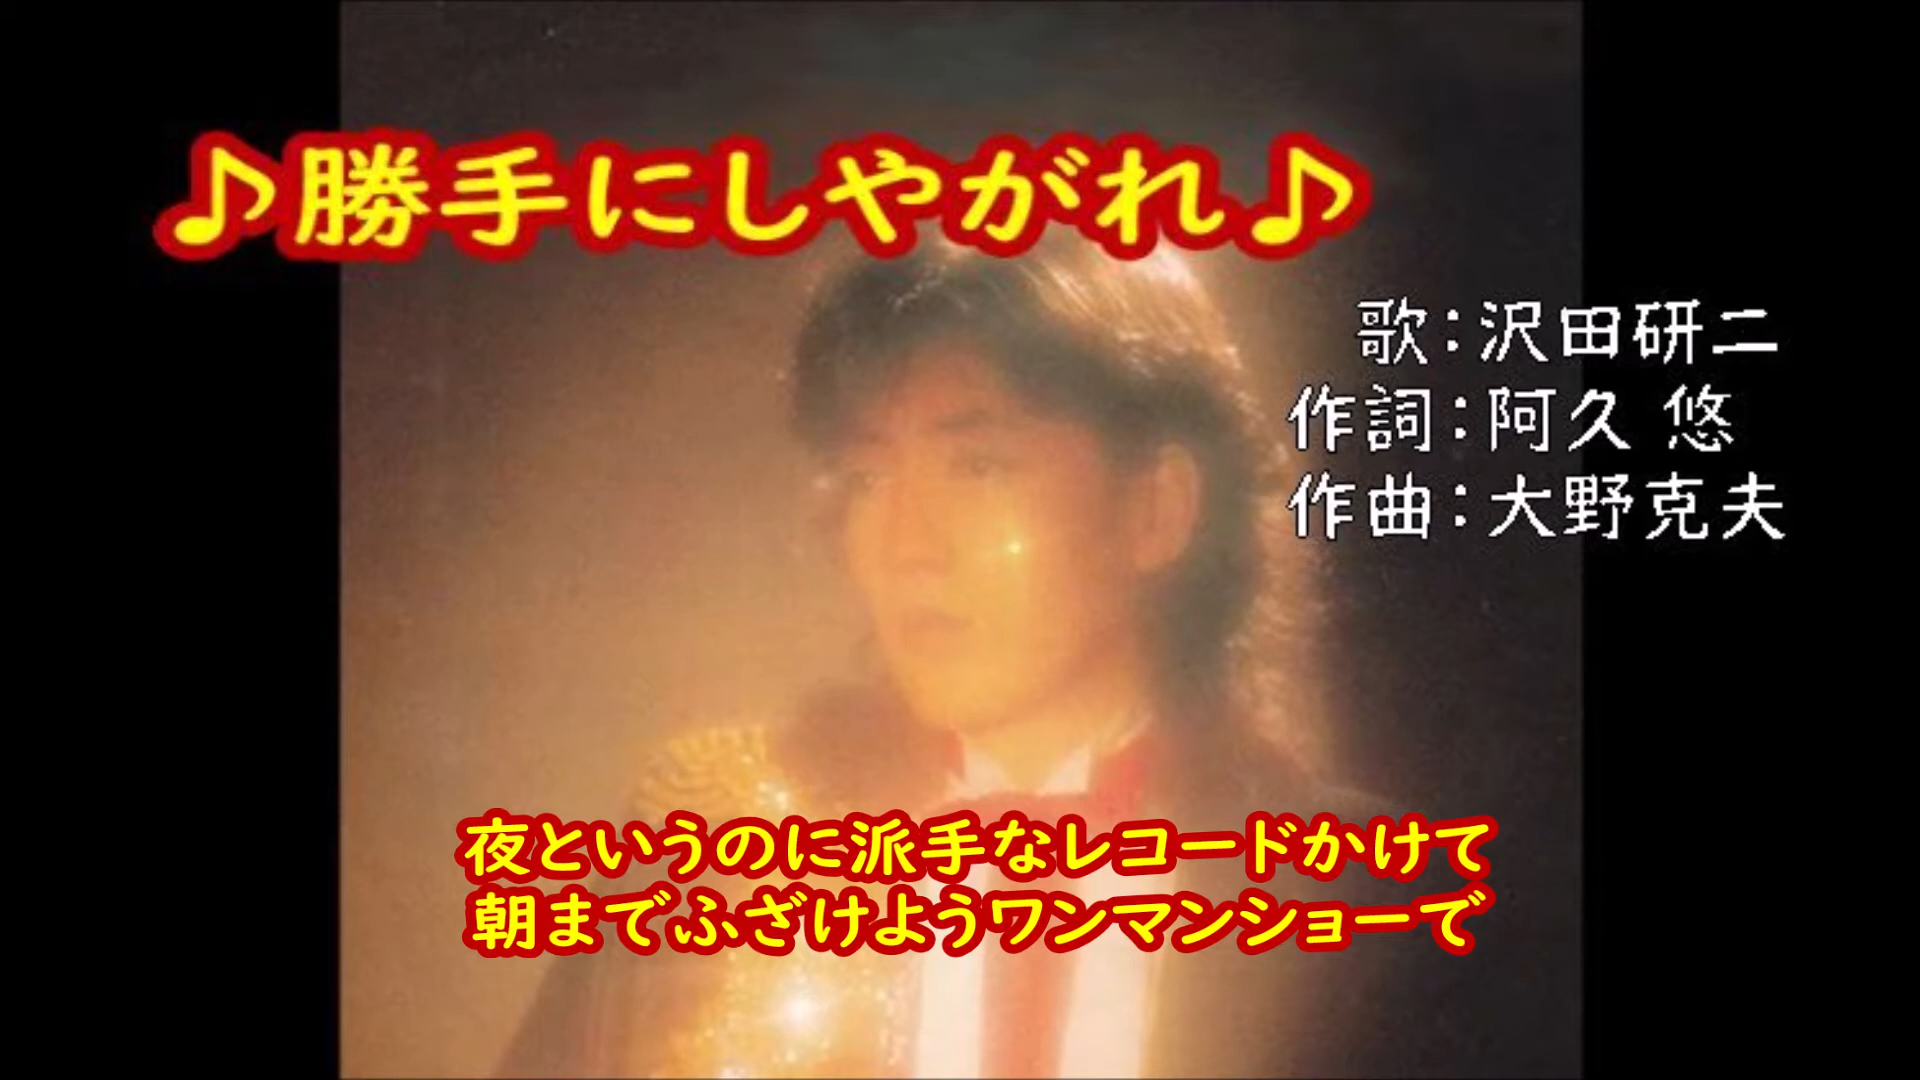 ♪勝手にしやがれ♪
歌:沢田研二
作詞:阿久 悠
作曲:大野克夫
夜というのに派手なレコードかけて
朝までふざけようワンマンショーで